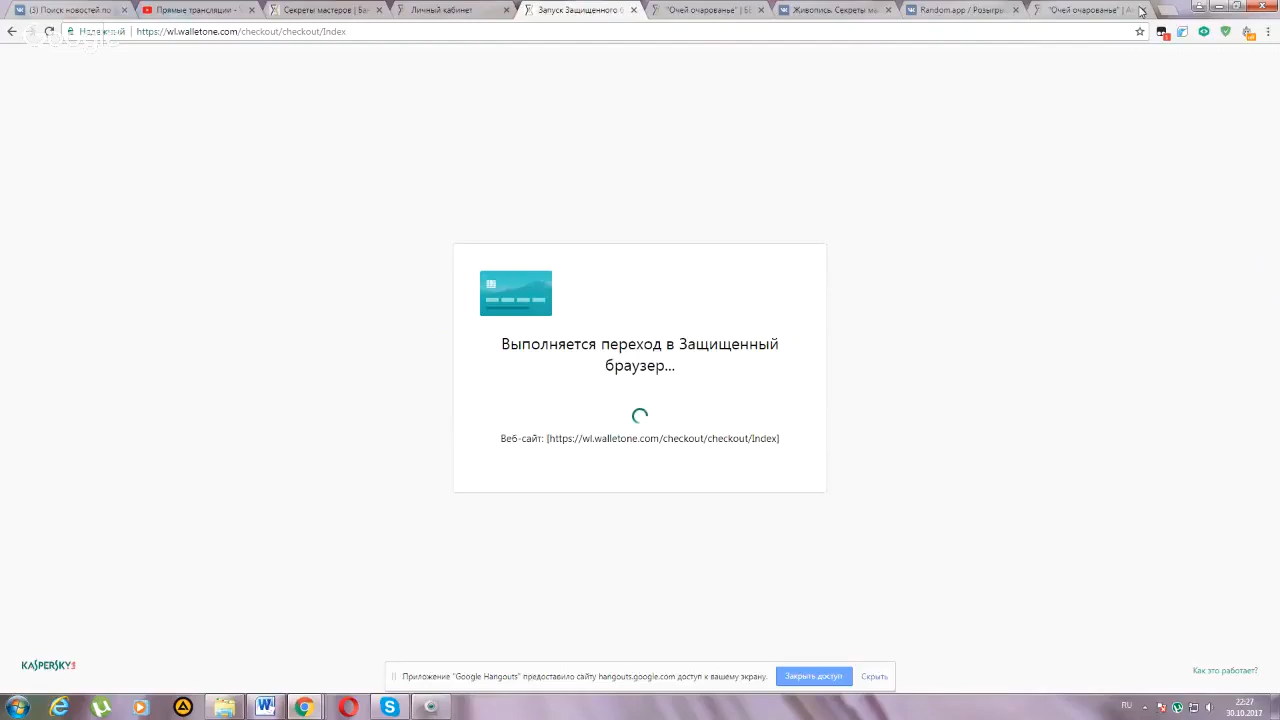 (3) Поиск новостей по
Прямые трансляции -
Секреты мастеров | Ба
Личный кабинет
Запуск Защищенного б
"Очей очарованье" |
Живопись. Секреты ма
Random.app / Розыгры
"Очей очарованье" |
Надежный
https://wl.walletone.com/checkout/checkout/Index
Google
Выполняется переход в Защищенный
браузер...
Веб-сайт: [https://wl.walletone.com/checkout/checkout/Index]
KASPERSKY
Как это работает?
Приложение "Google Hangouts" предоставило сайту hangouts.google.com доступ к вашему экрану.
Закрыть доступ
Скрыть
RU
22:27
30.10.2017